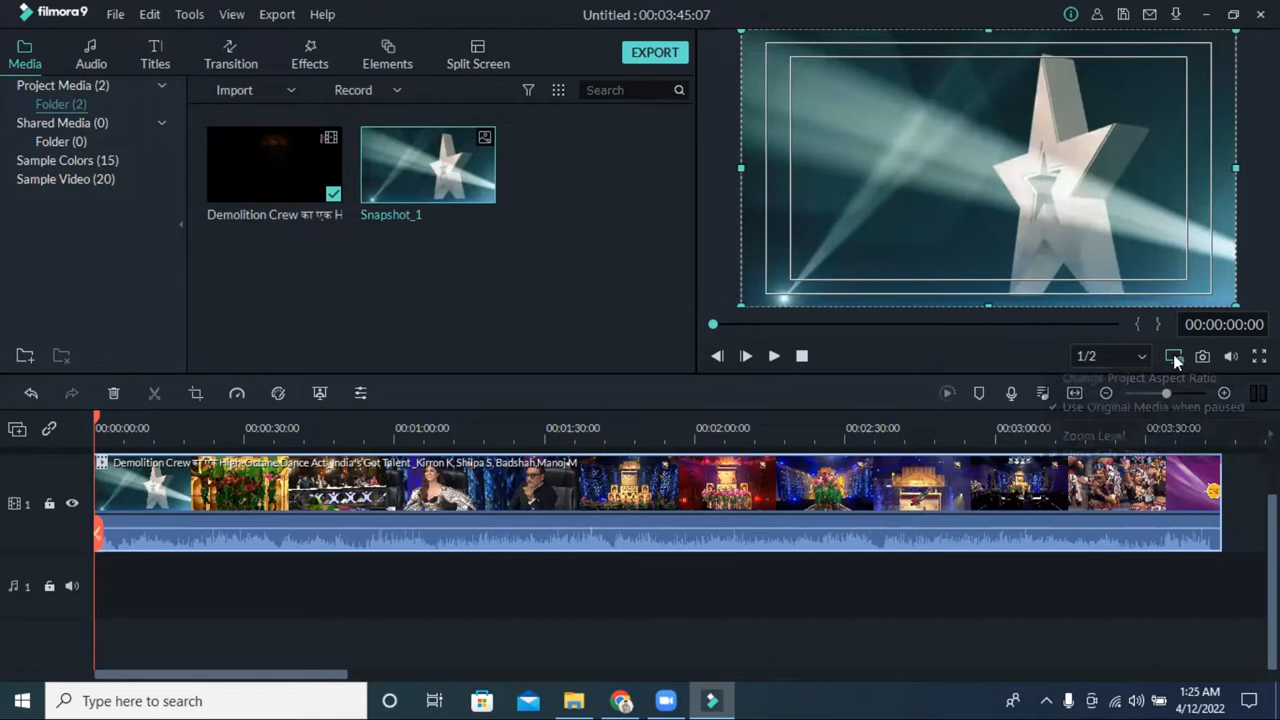 filmora9 File Edit Tools View Export Help Untitled : 00:03:45:07
Media Audio Titles Transition Effects Elements Split Screen EXPORT
Project Media (2) Import Record Search
Folder (2)
Shared Media (0)
Folder (0)
Sample Colors (15)
Sample Video (20)
Demolition Crew का एक H Snapshot_1
00:00:00:00
1/2
Change Project Aspect Ratio
Use Original Media when paused
Zoom Level
00:00:00:00 00:00:30:00 00:01:00:00 00:01:30:00 00:02:00:00 00:02:30:00 00:03:00:00 00:03:30:00
Demolition Crew का एक High Octane Dance Act India's Got Talent _Kirron K, Shilpa S, Badshah, Manoj M
1
1
Type here to search
1:25 AM
4/12/2022